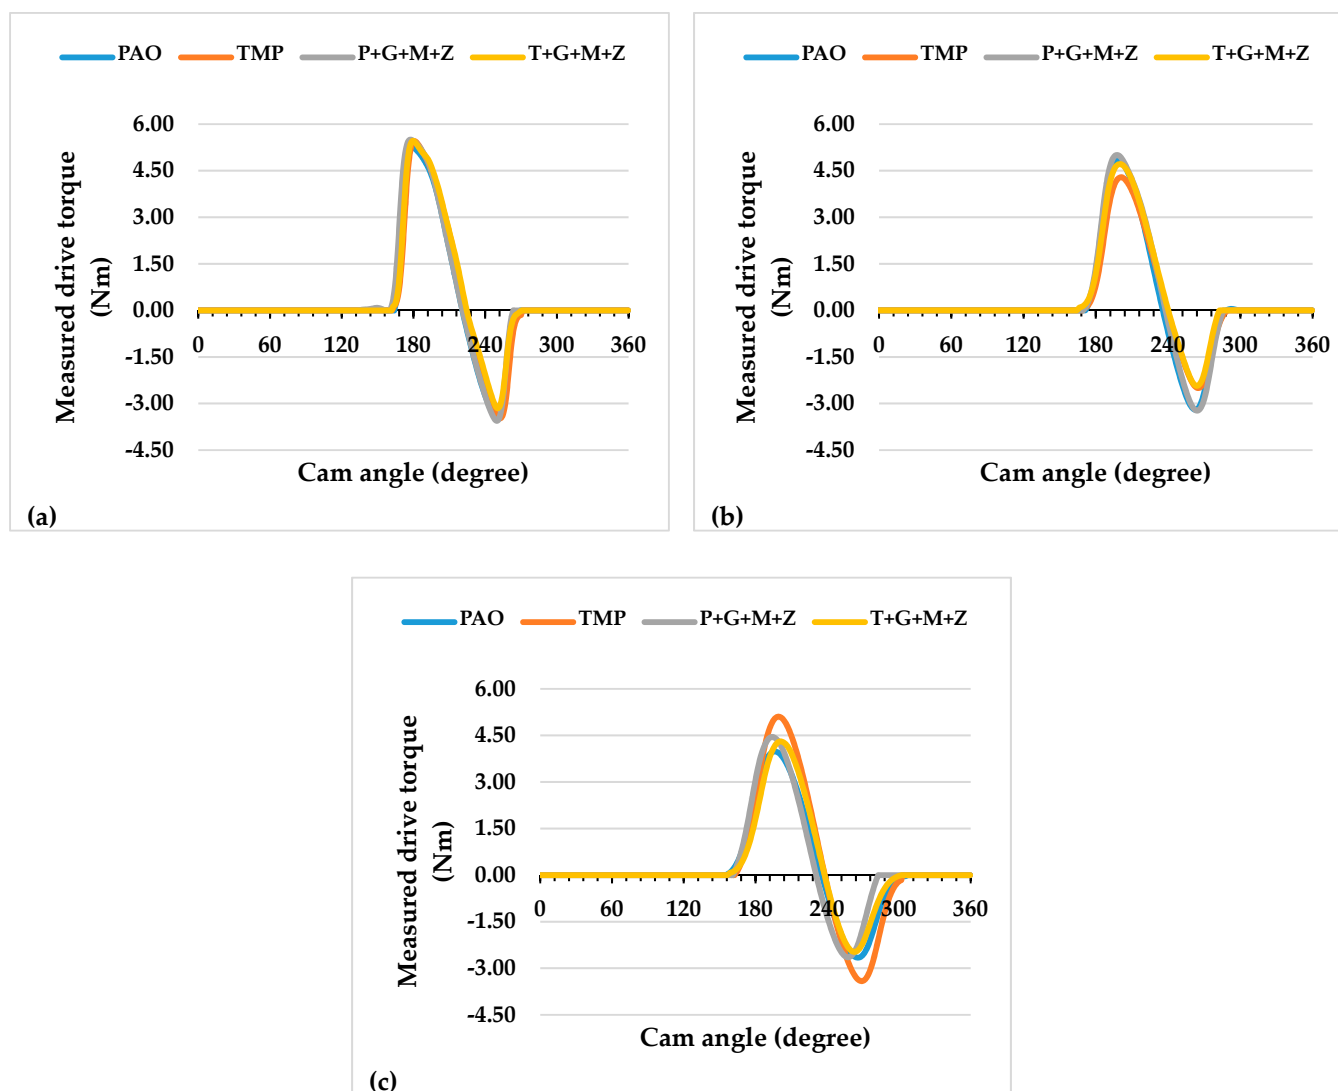 PAO TMP P+G+M+Z T+G+M+Z
6.00
4.50
3.00
1.50
0.00
-1.50
-3.00
-4.50
0 60 120 180 240 300 360
Measured drive torque
(Nm)
Cam angle (degree)
(a)
PAO TMP P+G+M+Z T+G+M+Z
6.00
4.50
3.00
1.50
0.00
-1.50
-3.00
-4.50
0 60 120 180 240 300 360
Measured drive torque
(Nm)
Cam angle (degree)
(b)
PAO TMP P+G+M+Z T+G+M+Z
6.00
4.50
3.00
1.50
0.00
-1.50
-3.00
-4.50
0 60 120 180 240 300 360
Measured drive torque
(Nm)
Cam angle (degree)
(c)